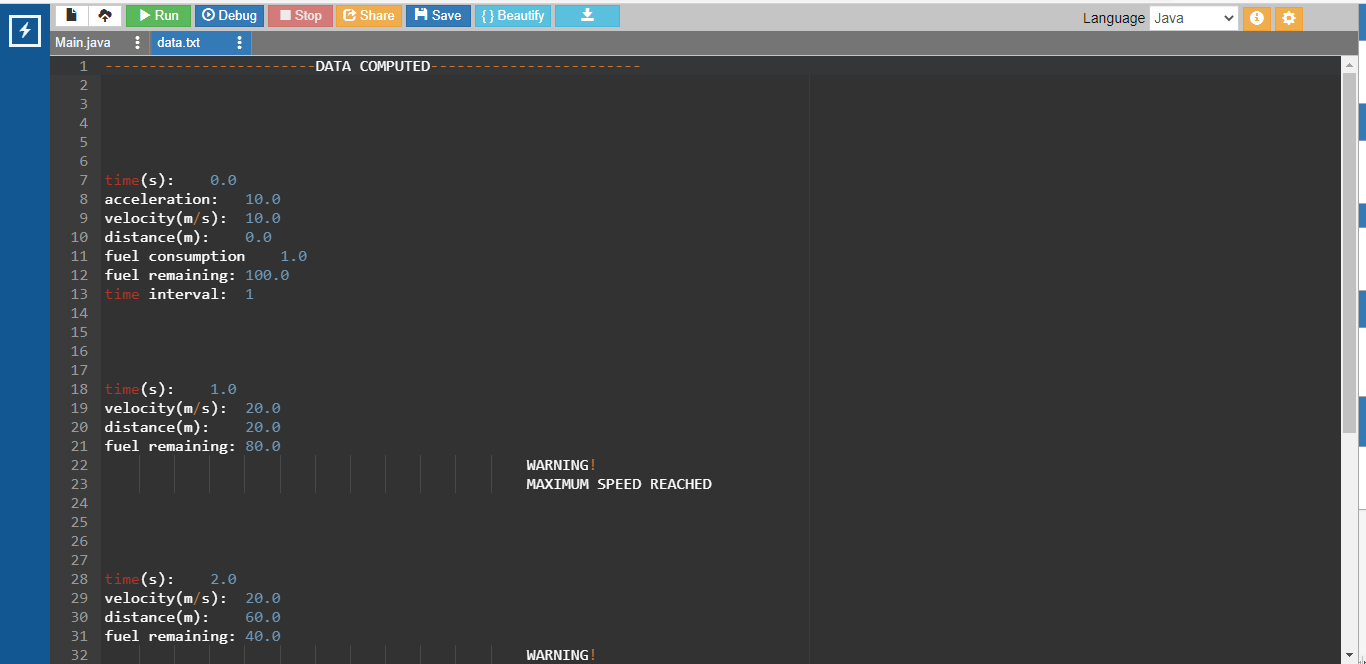 Run Debug Stop Share Save { } Beautify Language Java
Main.java data.txt
1 ------------------------DATA COMPUTED------------------------
2
3
4
5
6
7 time(s): 0.0
8 acceleration: 10.0
9 velocity(m/s): 10.0
10 distance(m): 0.0
11 fuel consumption 1.0
12 fuel remaining: 100.0
13 time interval: 1
14
15
16
17
18 time(s): 1.0
19 velocity(m/s): 20.0
20 distance(m): 20.0
21 fuel remaining: 80.0
22 WARNING!
23 MAXIMUM SPEED REACHED
24
25
26
27
28 time(s): 2.0
29 velocity(m/s): 20.0
30 distance(m): 60.0
31 fuel remaining: 40.0
32 WARNING!